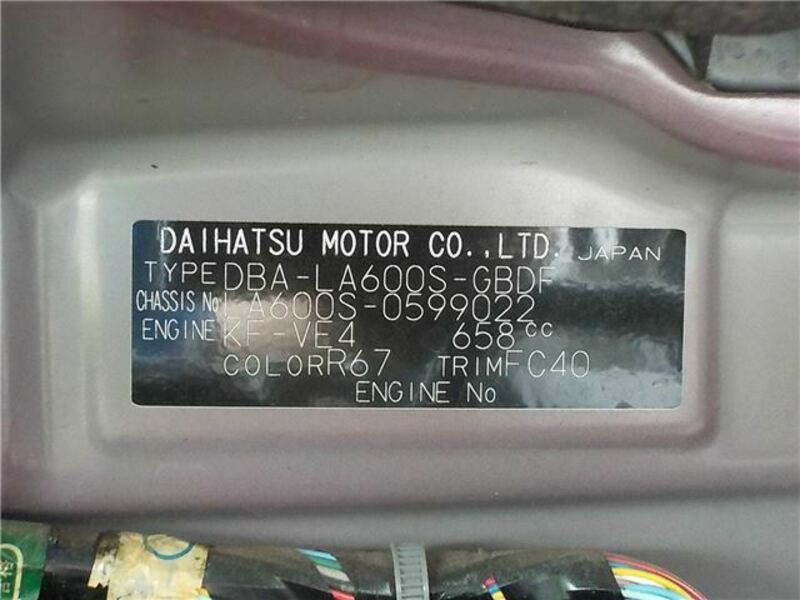 DAIHATSU MOTOR CO.,LTD. JAPAN
TYPE DBA-LA600S-GBDF
CHASSIS No LA600S-0599022
ENGINE KF-VE4 658cc
COLOR R67 TRIM FC40
ENGINE No